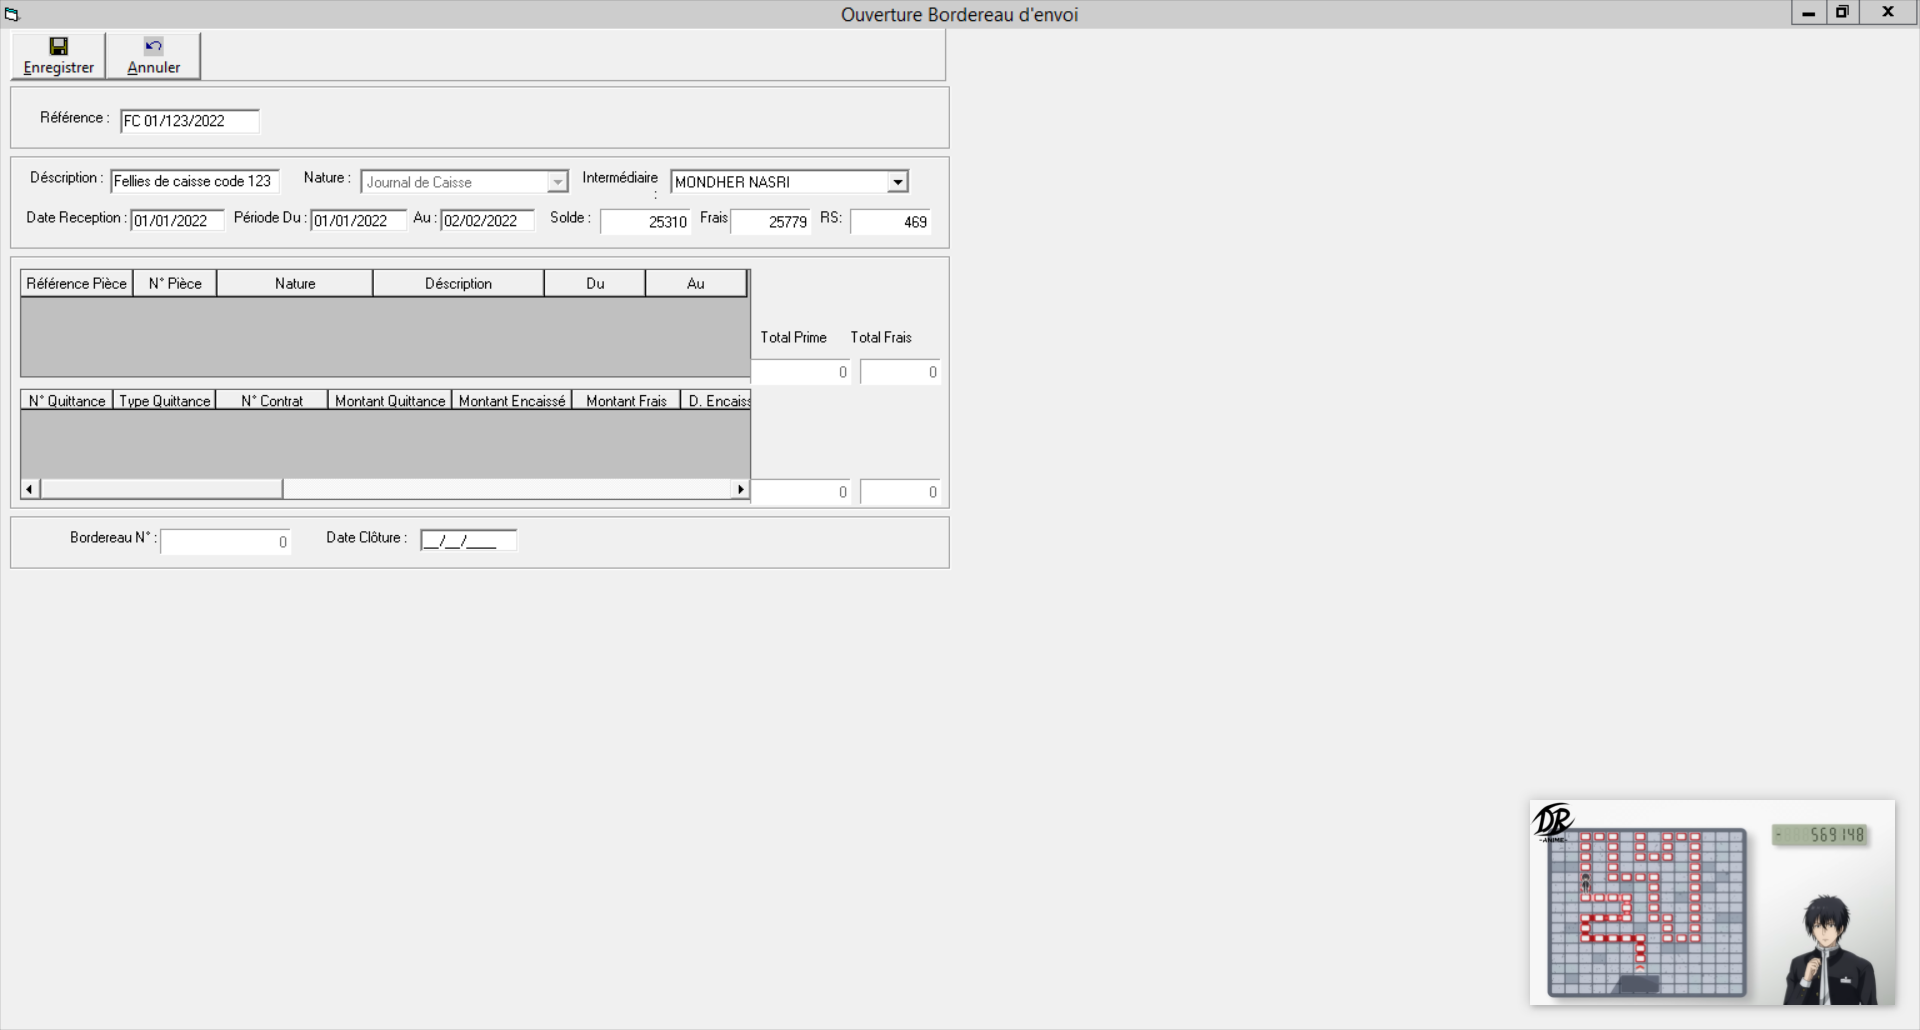 Ouverture Bordereau d'envoi
Enregistrer Annuler
Référence : FC 01/123/2022
Déscription : Fellies de caisse code 123 Nature : Journal de Caisse Intermédiaire : MONDHER NASRI
Date Reception : 01/01/2022 Période Du : 01/01/2022 Au : 02/02/2022 Solde : 25310 Frais 25779 RS: 469
Référence Pièce N° Pièce Nature Déscription Du Au
Total Prime Total Frais
0 0
N° Quittance Type Quittance N° Contrat Montant Quittance Montant Encaissé Montant Frais D. Encaiss
0 0
Bordereau N° : 0 Date Clôture : __/__/____
DR
-ANIME-
- 569148